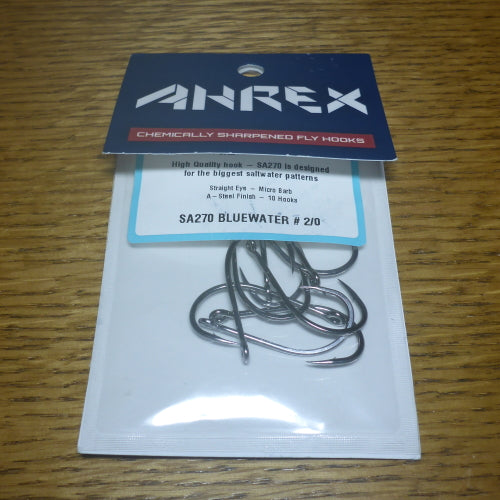 AHREX
CHEMICALLY SHARPENED FLY HOOKS
High Quality hook – SA270 is designed
for the biggest saltwater patterns
Straight Eye – Micro Barb
A–Steel Finish – 10 Hooks
SA270 BLUEWATER # 2/0